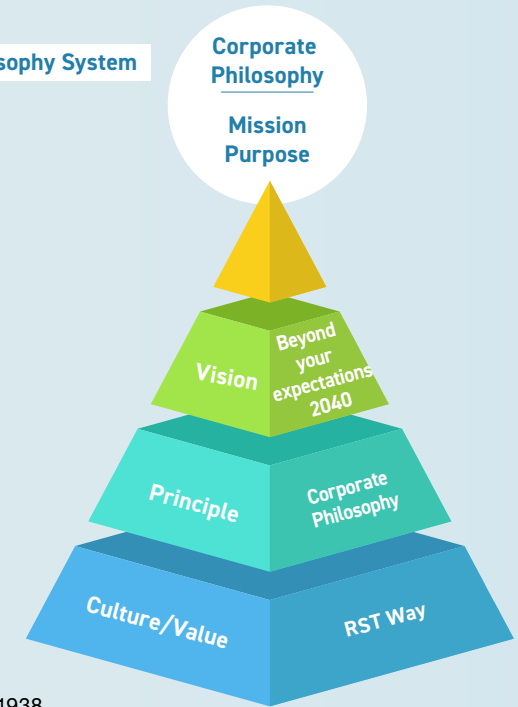 sophy System
Corporate
Philosophy
Mission
Purpose
Vision
Beyond
your
expectations
2040
Principle
Corporate
Philosophy
Culture/Value
RST Way
1938